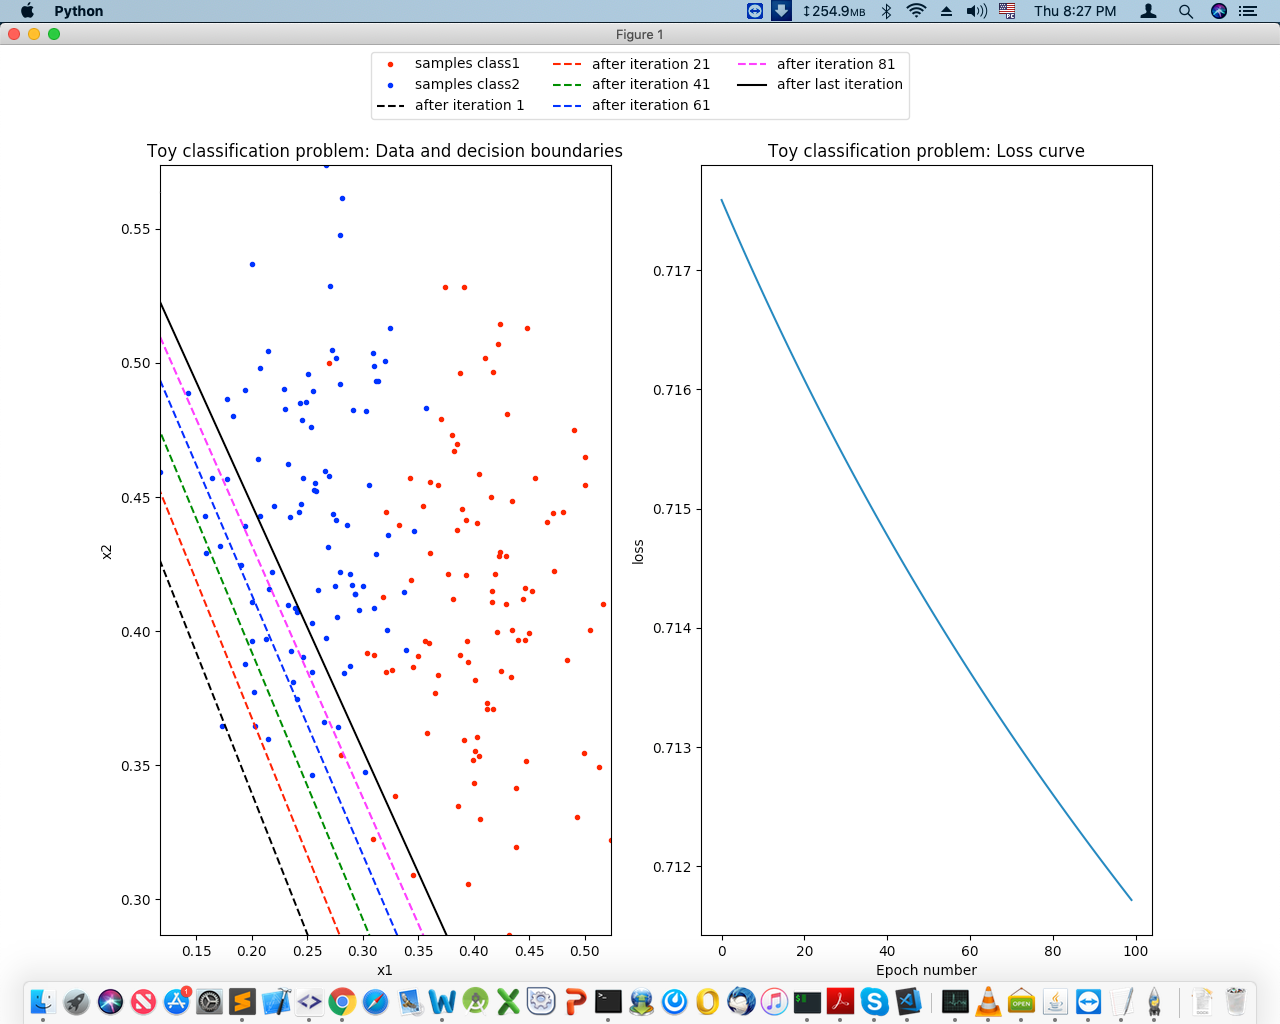 Python
↕254.9MB
Thu 8:27 PM
Figure 1
samples class1
samples class2
after iteration 1
after iteration 21
after iteration 41
after iteration 61
after iteration 81
after last iteration
Toy classification problem: Data and decision boundaries
0.55
0.50
0.45
0.40
0.35
0.30
x2
0.15 0.20 0.25 0.30 0.35 0.40 0.45 0.50
x1
Toy classification problem: Loss curve
0.717
0.716
0.715
0.714
0.713
0.712
loss
0 20 40 60 80 100
Epoch number
1
OPEN